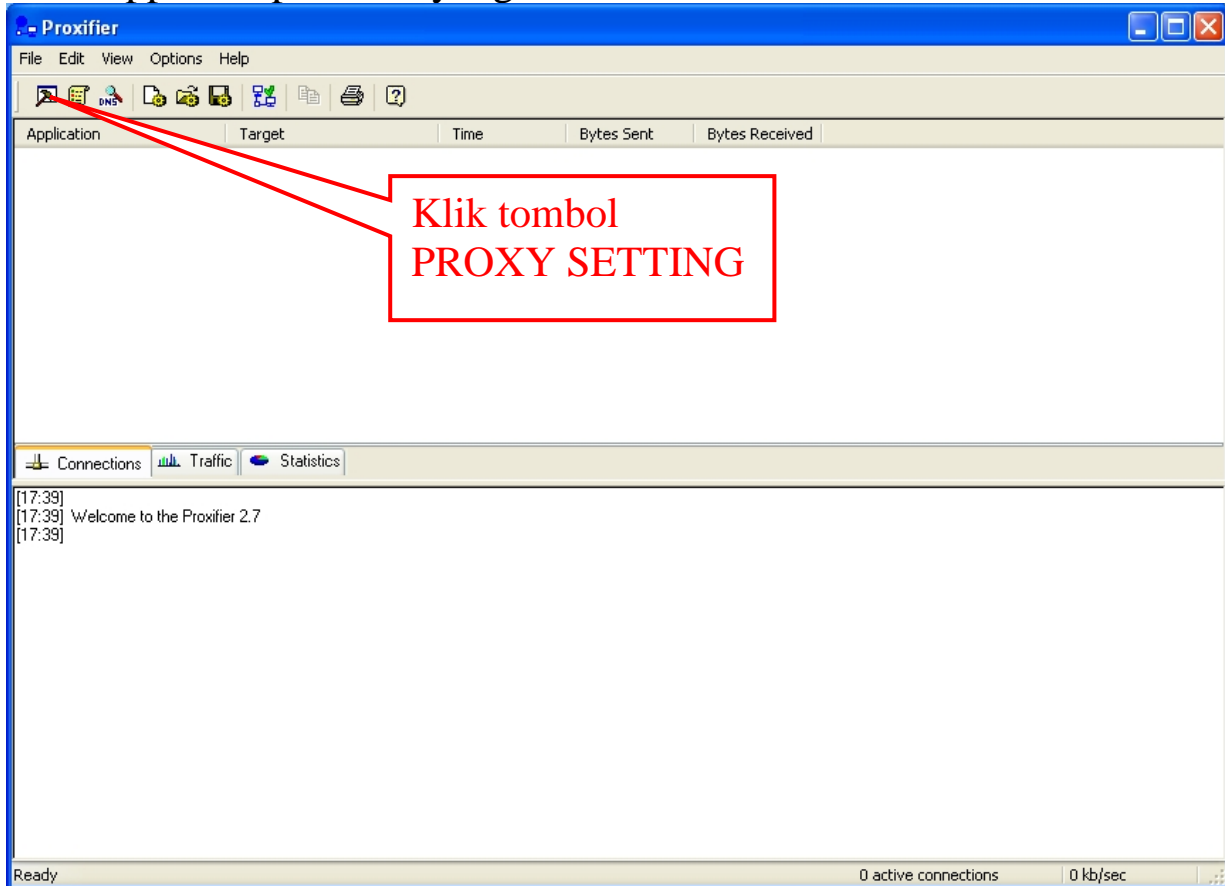 Proxifier
File Edit View Options Help
DNS
Application Target Time Bytes Sent Bytes Received
Klik tombol
PROXY SETTING
Connections Traffic Statistics
[17:39]
[17:39] Welcome to the Proxifier 2.7
[17:39]
Ready 0 active connections 0 kb/sec